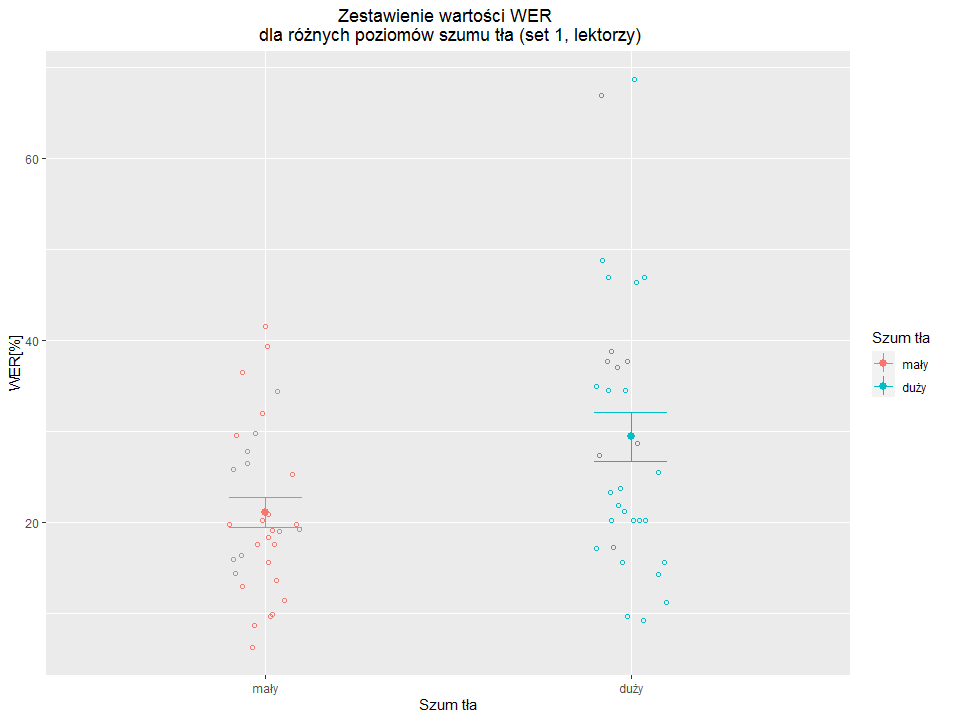 Zestawienie wartości WER
dla różnych poziomów szumu tła (set 1, lektorzy)
WER[%]
60
40
20
mały
duży
Szum tła
Szum tła
mały
duży